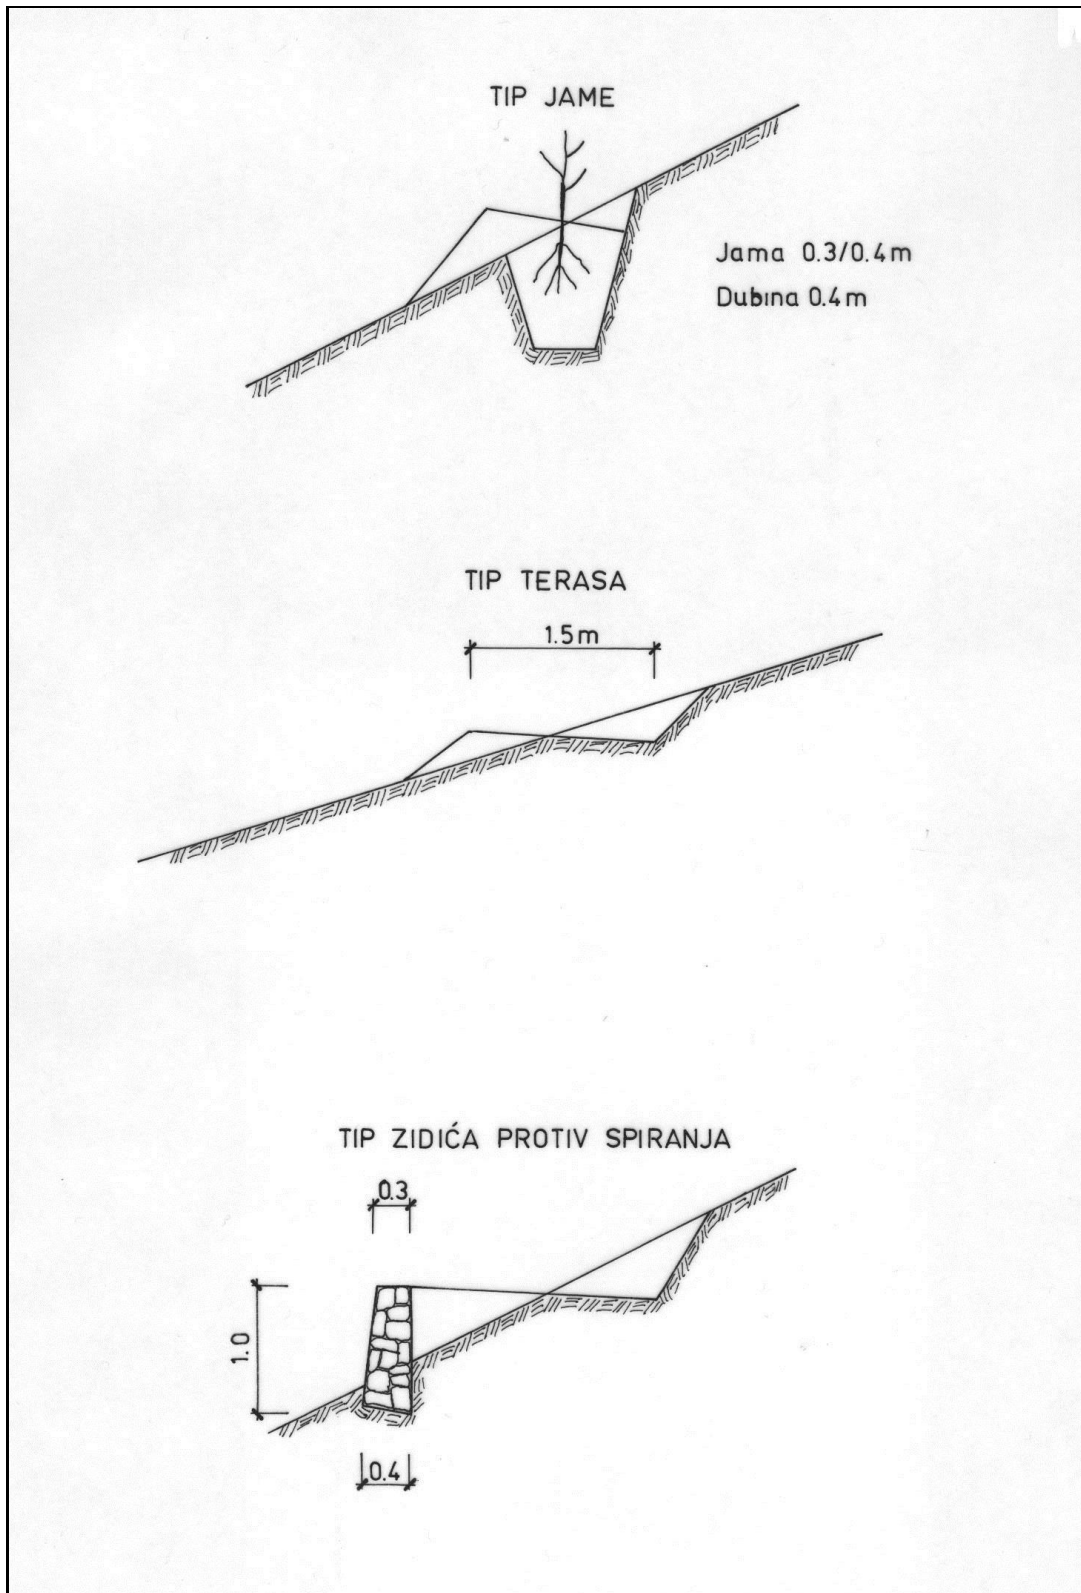 TIP JAME
Jama 0.3/0.4m
Dubina 0.4m
TIP TERASA
1.5m
TIP ZIDIĆA PROTIV SPIRANJA
0.3
1.0
0.4